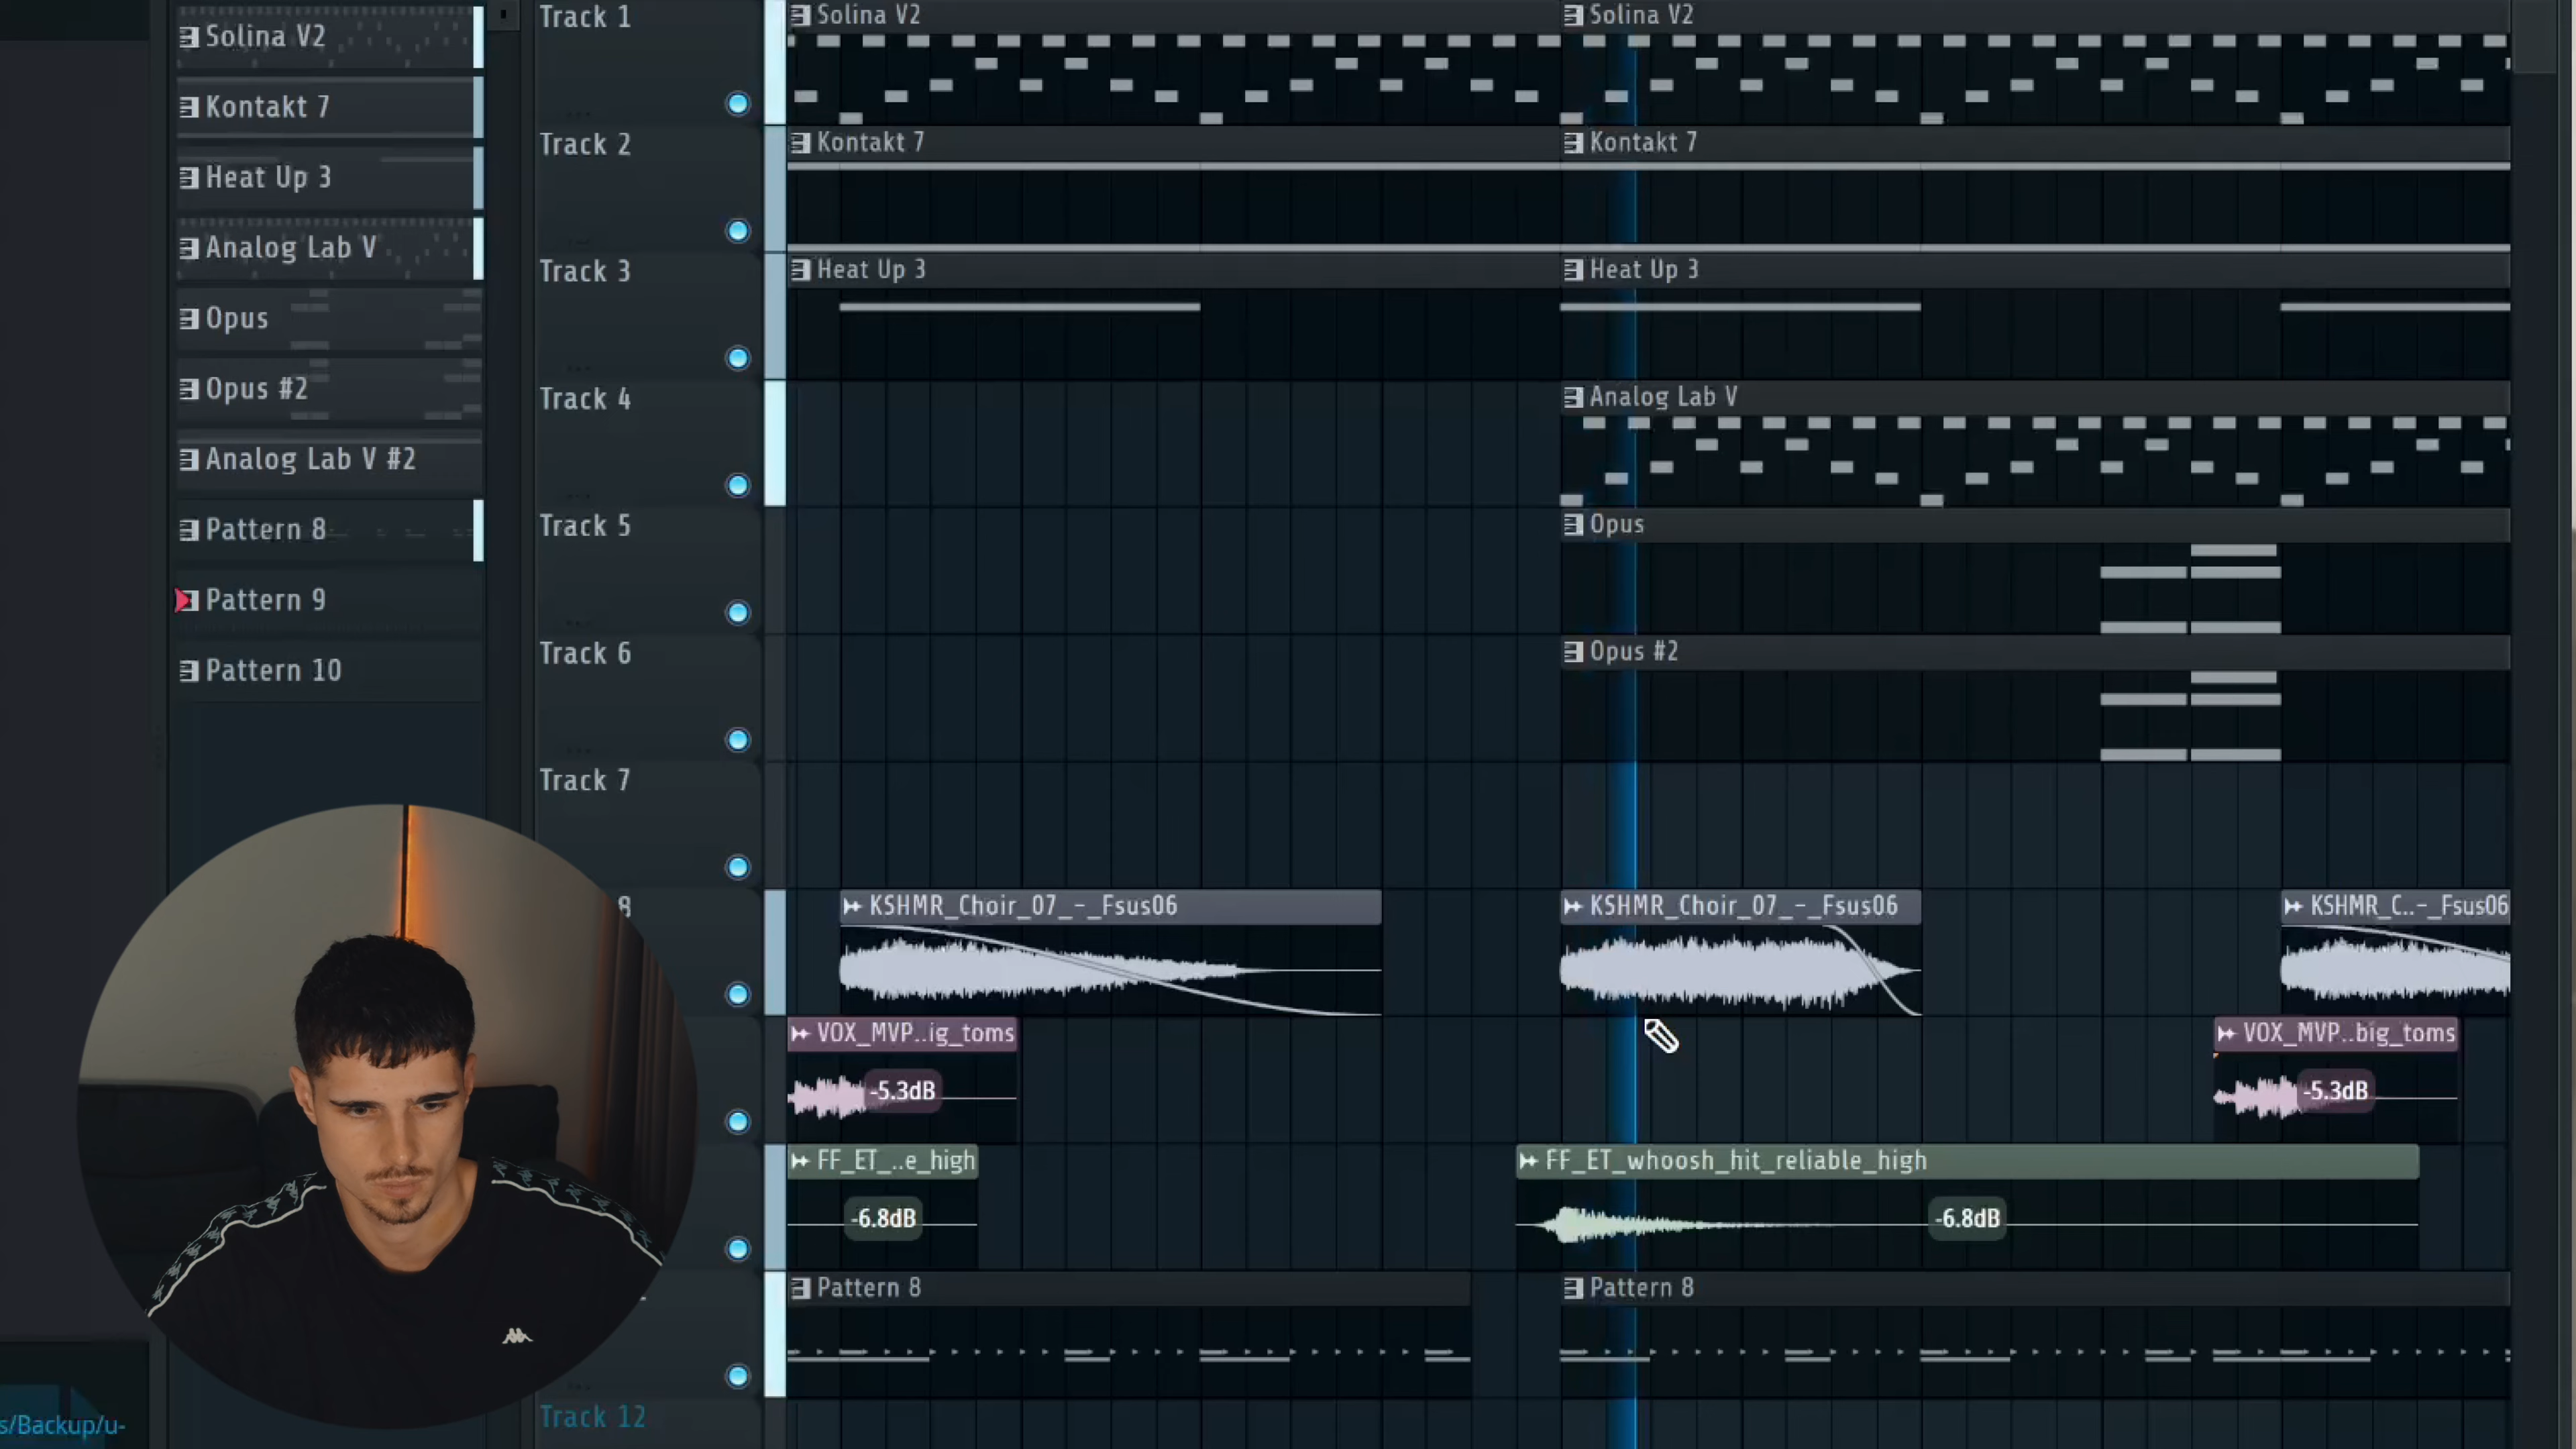 Solina V2
Kontakt 7
Heat Up 3
Analog Lab V
Opus
Opus #2
Analog Lab V #2
Pattern 8
Pattern 9
Pattern 10
Track 1
Track 2
Track 3
Track 4
Track 5
Track 6
Track 7
8
Track 12
Solina V2
Solina V2
Kontakt 7
Kontakt 7
Heat Up 3
Heat Up 3
Analog Lab V
Opus
Opus #2
KSHMR_Choir_07_-_Fsus06
KSHMR_Choir_07_-_Fsus06
KSHMR_C..-_Fsus06
VOX_MVP..ig_toms
VOX_MVP..big_toms
-5.3dB
-5.3dB
FF_ET_..e_high
FF_ET_whoosh_hit_reliable_high
-6.8dB
-6.8dB
Pattern 8
Pattern 8
s/Backup/u-